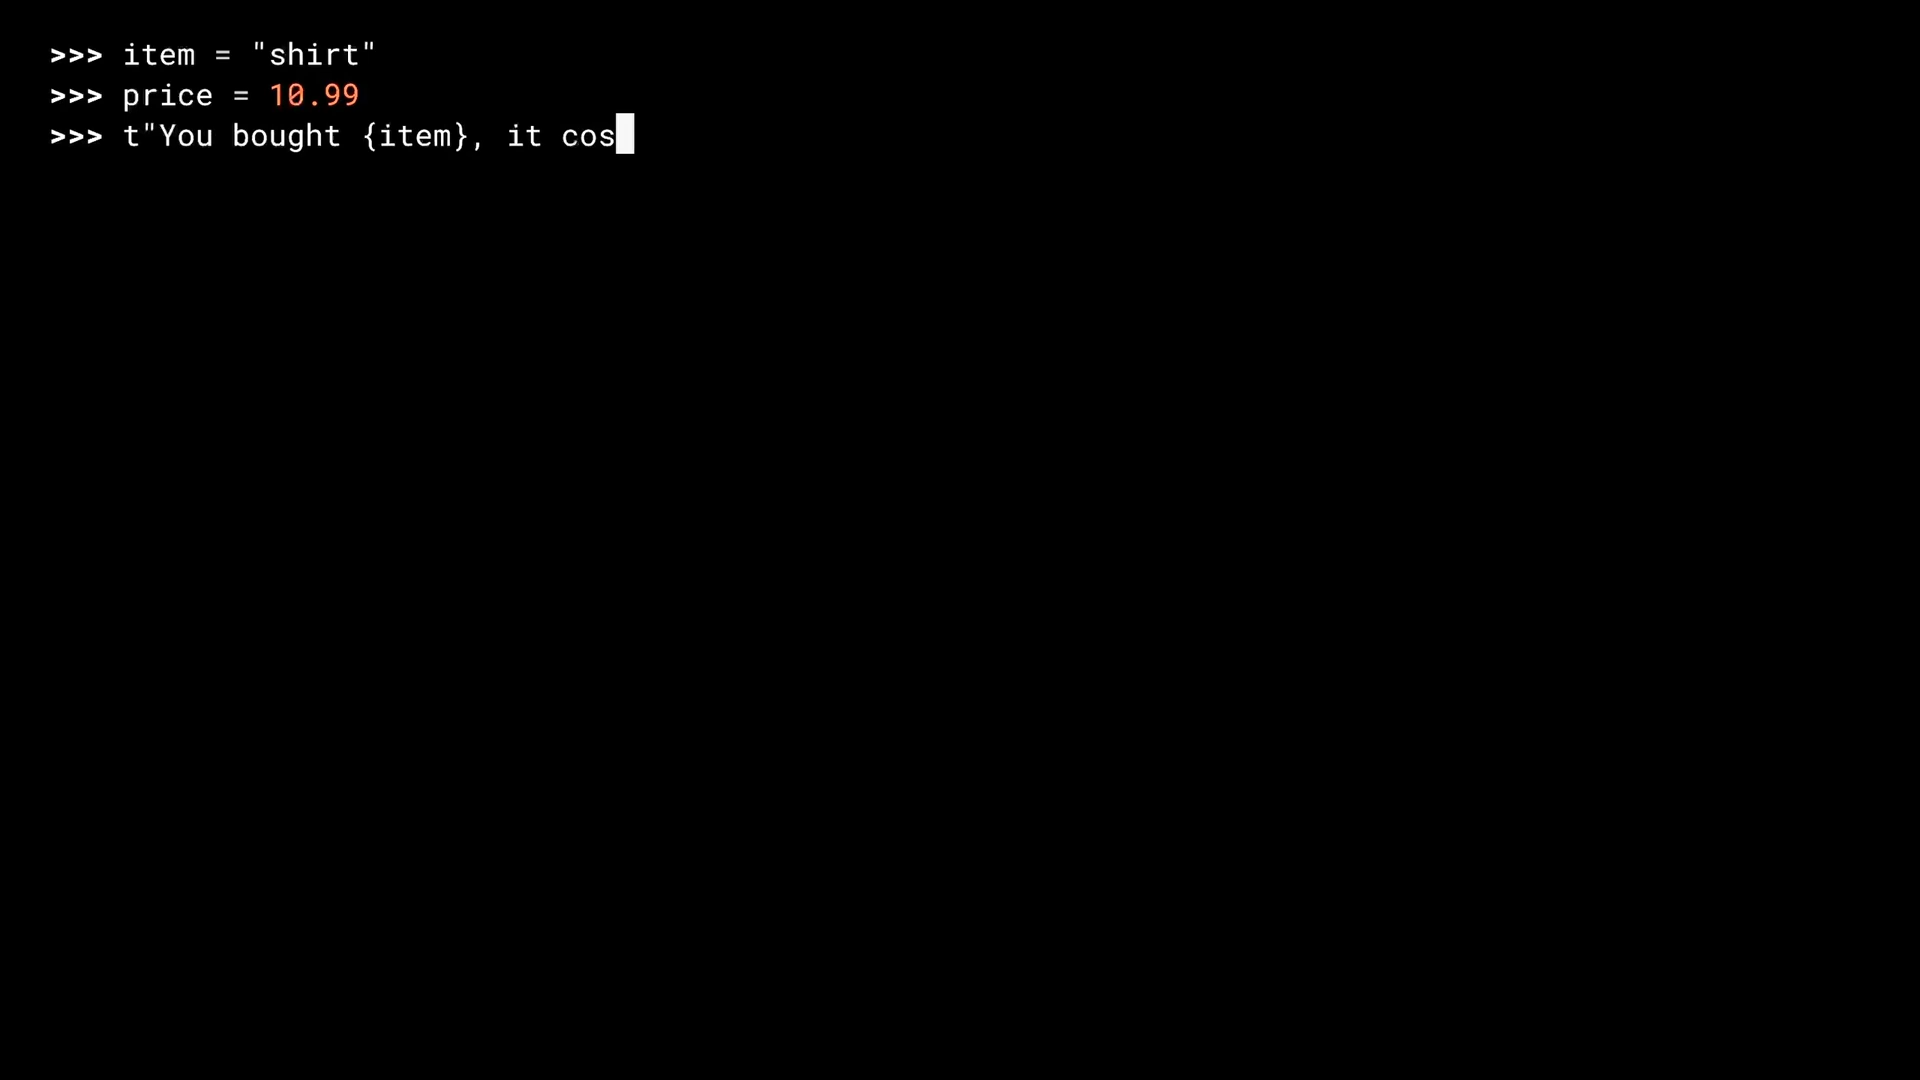 >>> item = "shirt"
>>> price = 10.99
>>> t"You bought {item}, it cos